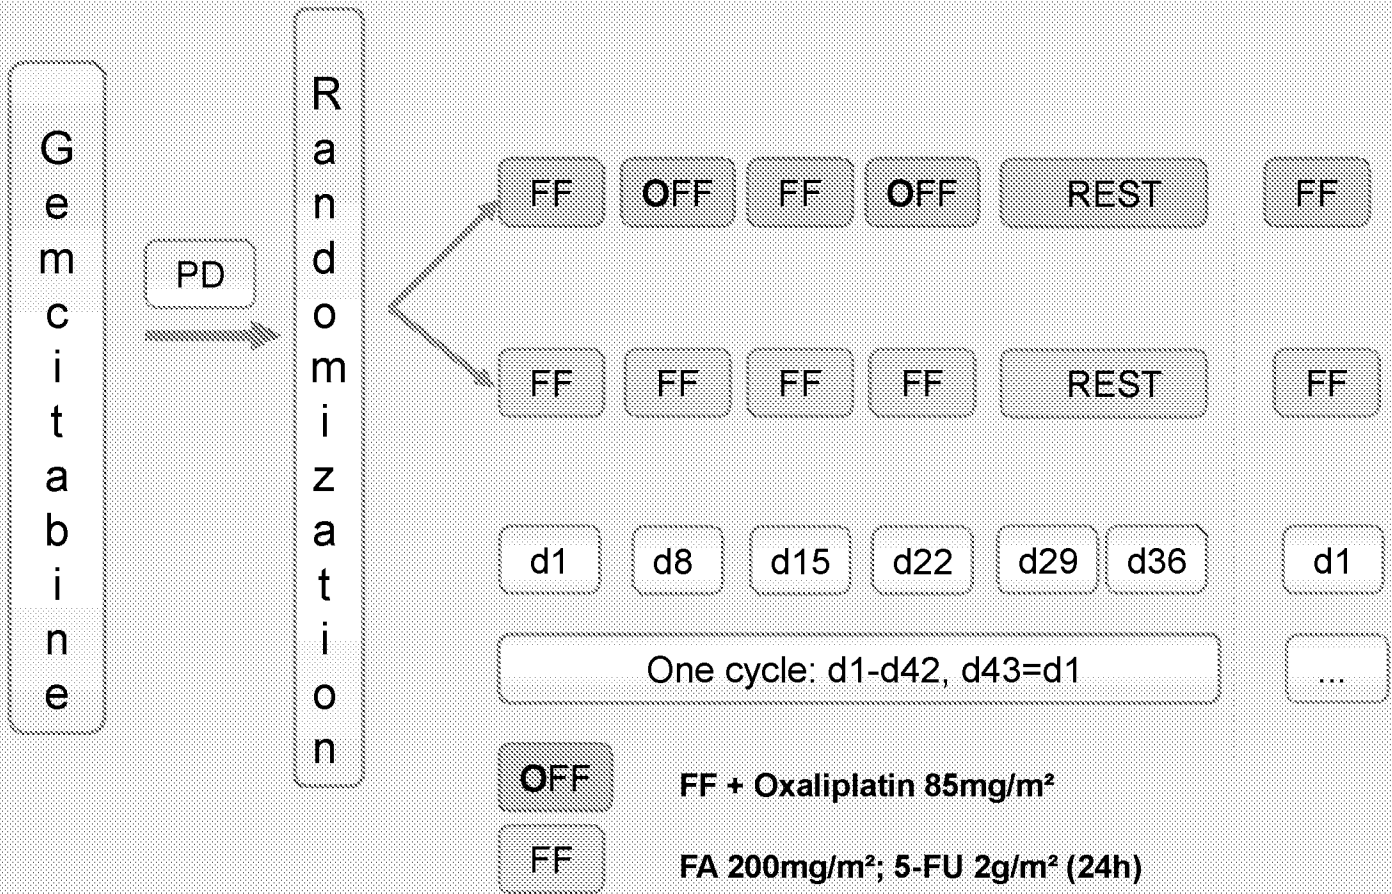 Gemcitabine
PD
Randomization
FF OFF FF OFF REST FF
FF FF FF FF REST FF
d1 d8 d15 d22 d29 d36 d1
One cycle: d1-d42, d43=d1 ...
OFF FF + Oxaliplatin 85mg/m²
FF FA 200mg/m²; 5-FU 2g/m² (24h)